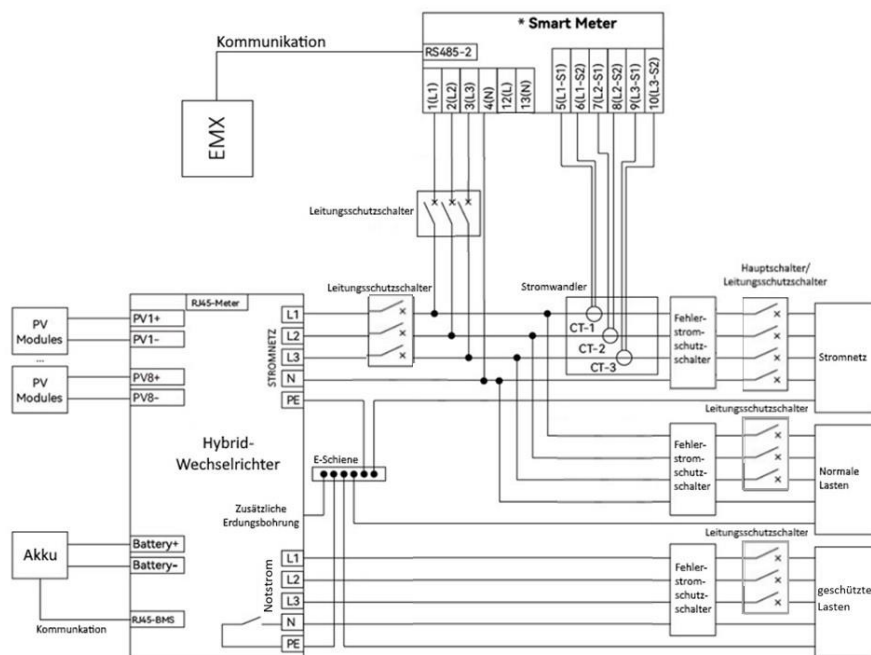 * Smart Meter
Kommunikation
RS485-2
1(L1)
2(L2)
3(L3)
4(N)
12(L)
13(N)
5(L1-S1)
6(L1-S2)
7(L2-S1)
8(L2-S2)
9(L3-S1)
10(L3-S2)
EMX
Leitungsschutzschalter
Hauptschalter/
Leitungsschutzschalter
Leitungsschutzschalter
Stromwandler
RJ45-Meter
PV
Modules
...
PV
Modules
PV1+
PV1-
PV8+
PV8-
STROMNETZ
L1
L2
L3
N
PE
CT-1
CT-2
CT-3
Fehler-
strom-
schutz-
schalter
Stromnetz
Hybrid-
Wechselrichter
E-Schiene
Leitungsschutzschalter
Fehler-
strom-
schutz-
schalter
Normale
Lasten
Zusätzliche
Erdungsbohrung
Akku
Battery+
Battery-
Kommunkation
RJ45-BMS
Notstrom
L1
L2
L3
N
PE
Leitungsschutzschalter
Fehler-
strom-
schutz-
schalter
geschützte
Lasten